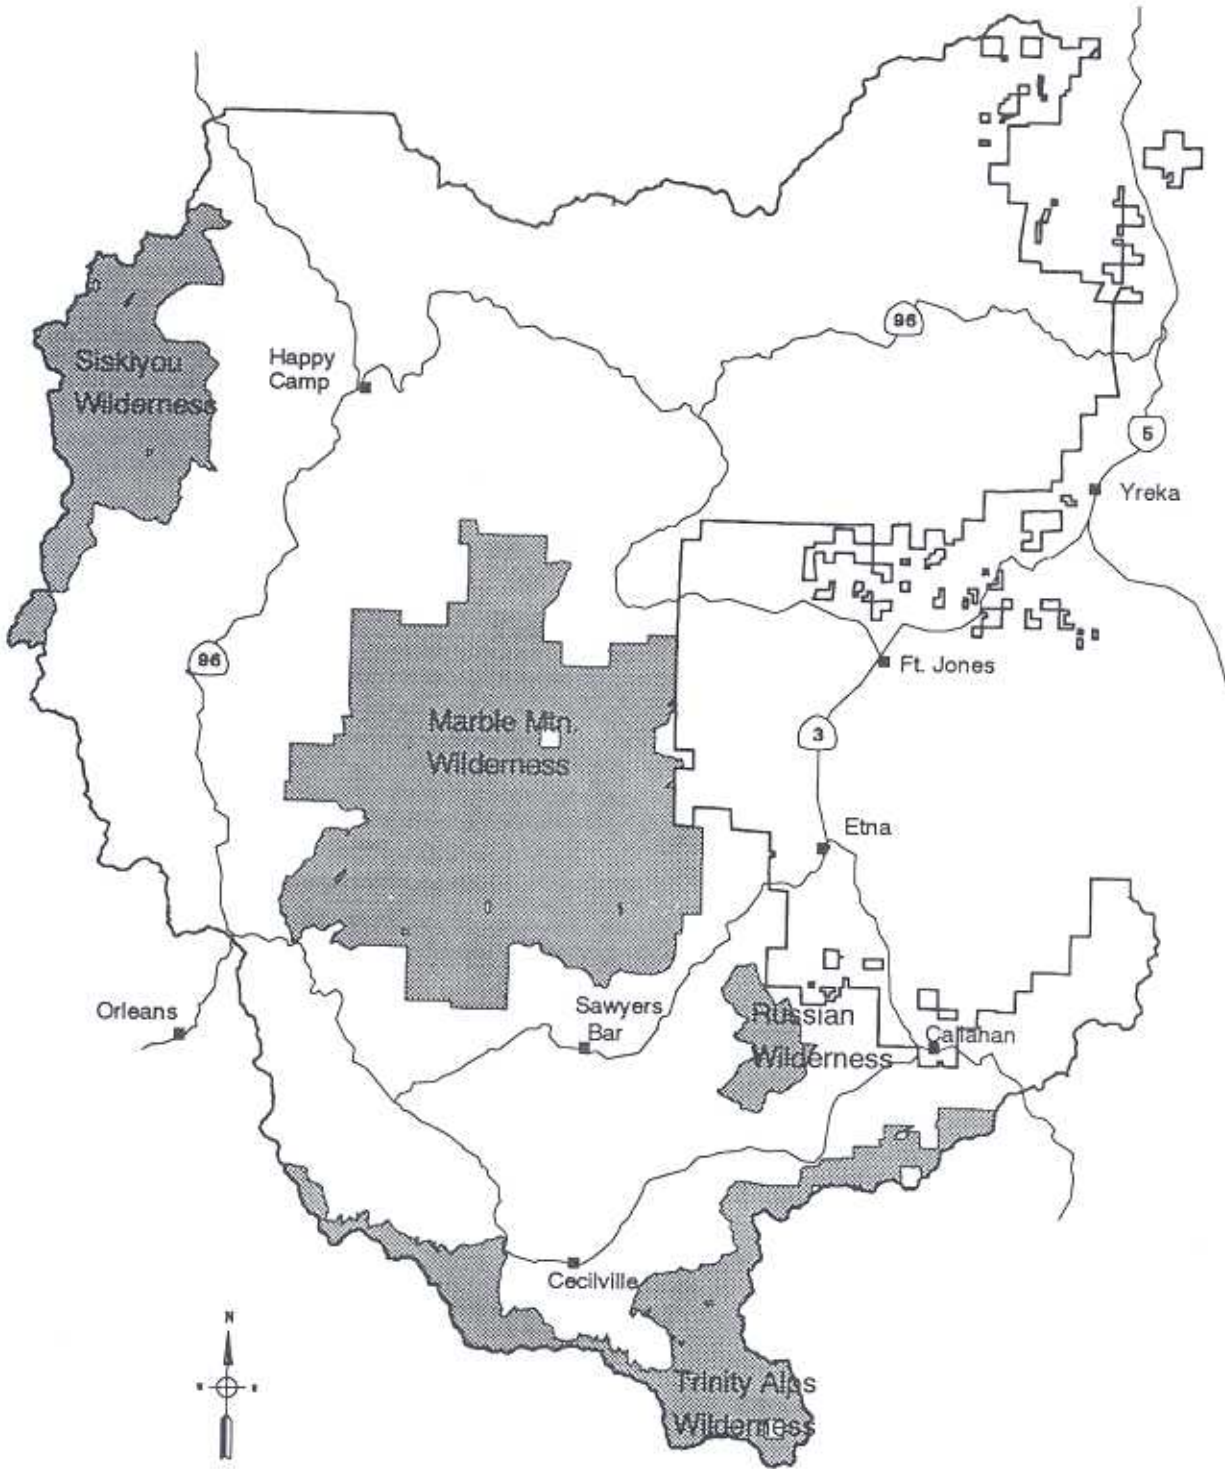 96
Siskiyou
Wilderness
Happy
Camp
5
Yreka
96
Ft. Jones
Marble Mtn.
Wilderness
3
Etna
Orleans
Sawyers
Bar
Russian
Wilderness
Callahan
Cecilville
N
Trinity Alps
Wilderness